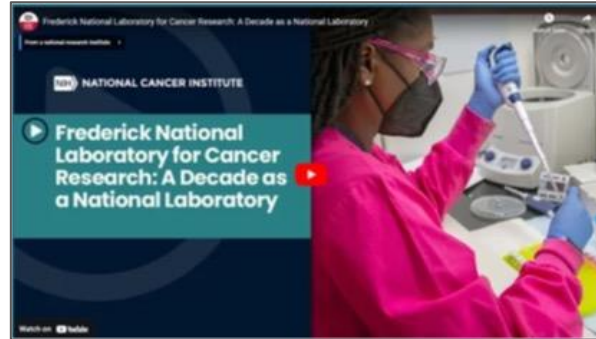 Frederick National Laboratory for Cancer Research: A Decade as a National Laboratory
From a national research institute
NIH NATIONAL CANCER INSTITUTE
Frederick National
Laboratory for Cancer
Research: A Decade as
a National Laboratory
Watch on YouTube